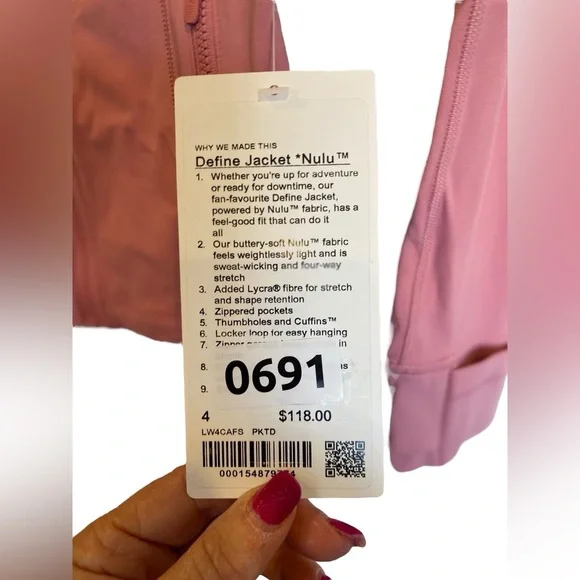 WHY WE MADE THIS
Define Jacket *Nulu™
1. Whether you're up for adventure
or ready for downtime, our
fan-favourite Define Jacket,
powered by Nulu™ fabric, has a
feel-good fit that can do it
all
2. Our buttery-soft Nulu™ fabric
feels weightlessly light and is
sweat-wicking and four-way
stretch
3. Added Lycra® fibre for stretch
and shape retention
4. Zippered pockets
5. Thumbholes and Cuffins™
6. Locker loop for easy hanging
7. in
8.
9.
0691
4 $118.00
LW4CAFS PKTD